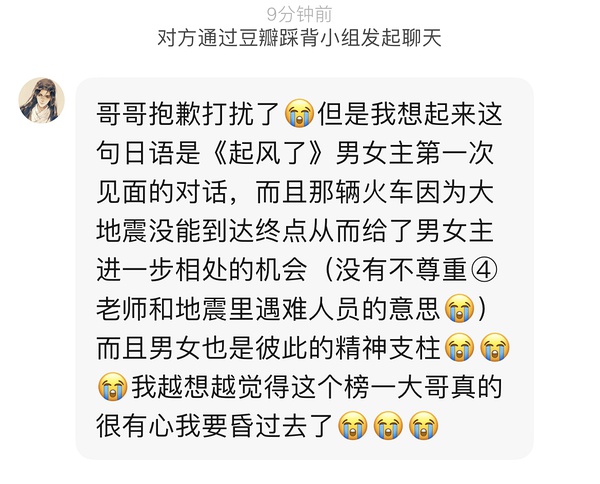 9分钟前
对方通过豆瓣踩背小组发起聊天
哥哥抱歉打扰了😭但是我想起来这
句日语是《起风了》男女主第一次
见面的对话，而且那辆火车因为大
地震没能到达终点从而给了男女主
进一步相处的机会（没有不尊重④
老师和地震里遇难人员的意思😭）
而且男女也是彼此的精神支柱😭😭
😭我越想越觉得这个榜一大哥真的
很有心我要昏过去了😭😭😭